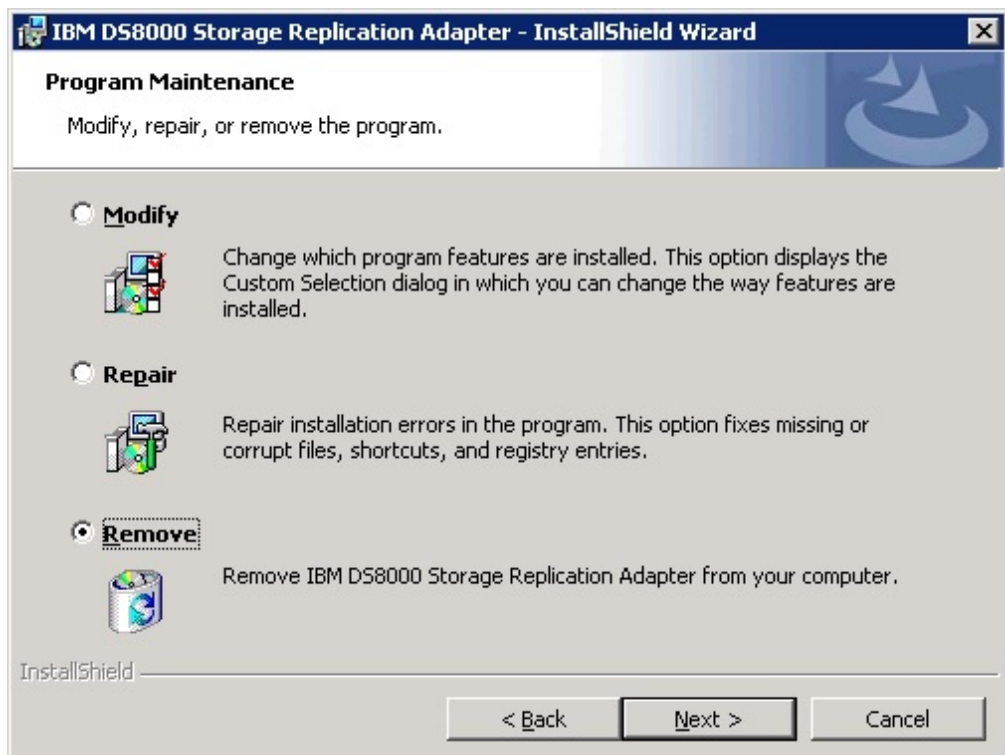 IBM DS8000 Storage Replication Adapter - InstallShield Wizard
Program Maintenance
Modify, repair, or remove the program.
Modify
Change which program features are installed. This option displays the
Custom Selection dialog in which you can change the way features are
installed.
Repair
Repair installation errors in the program. This option fixes missing or
corrupt files, shortcuts, and registry entries.
Remove
Remove IBM DS8000 Storage Replication Adapter from your computer.
InstallShield
< Back
Next >
Cancel